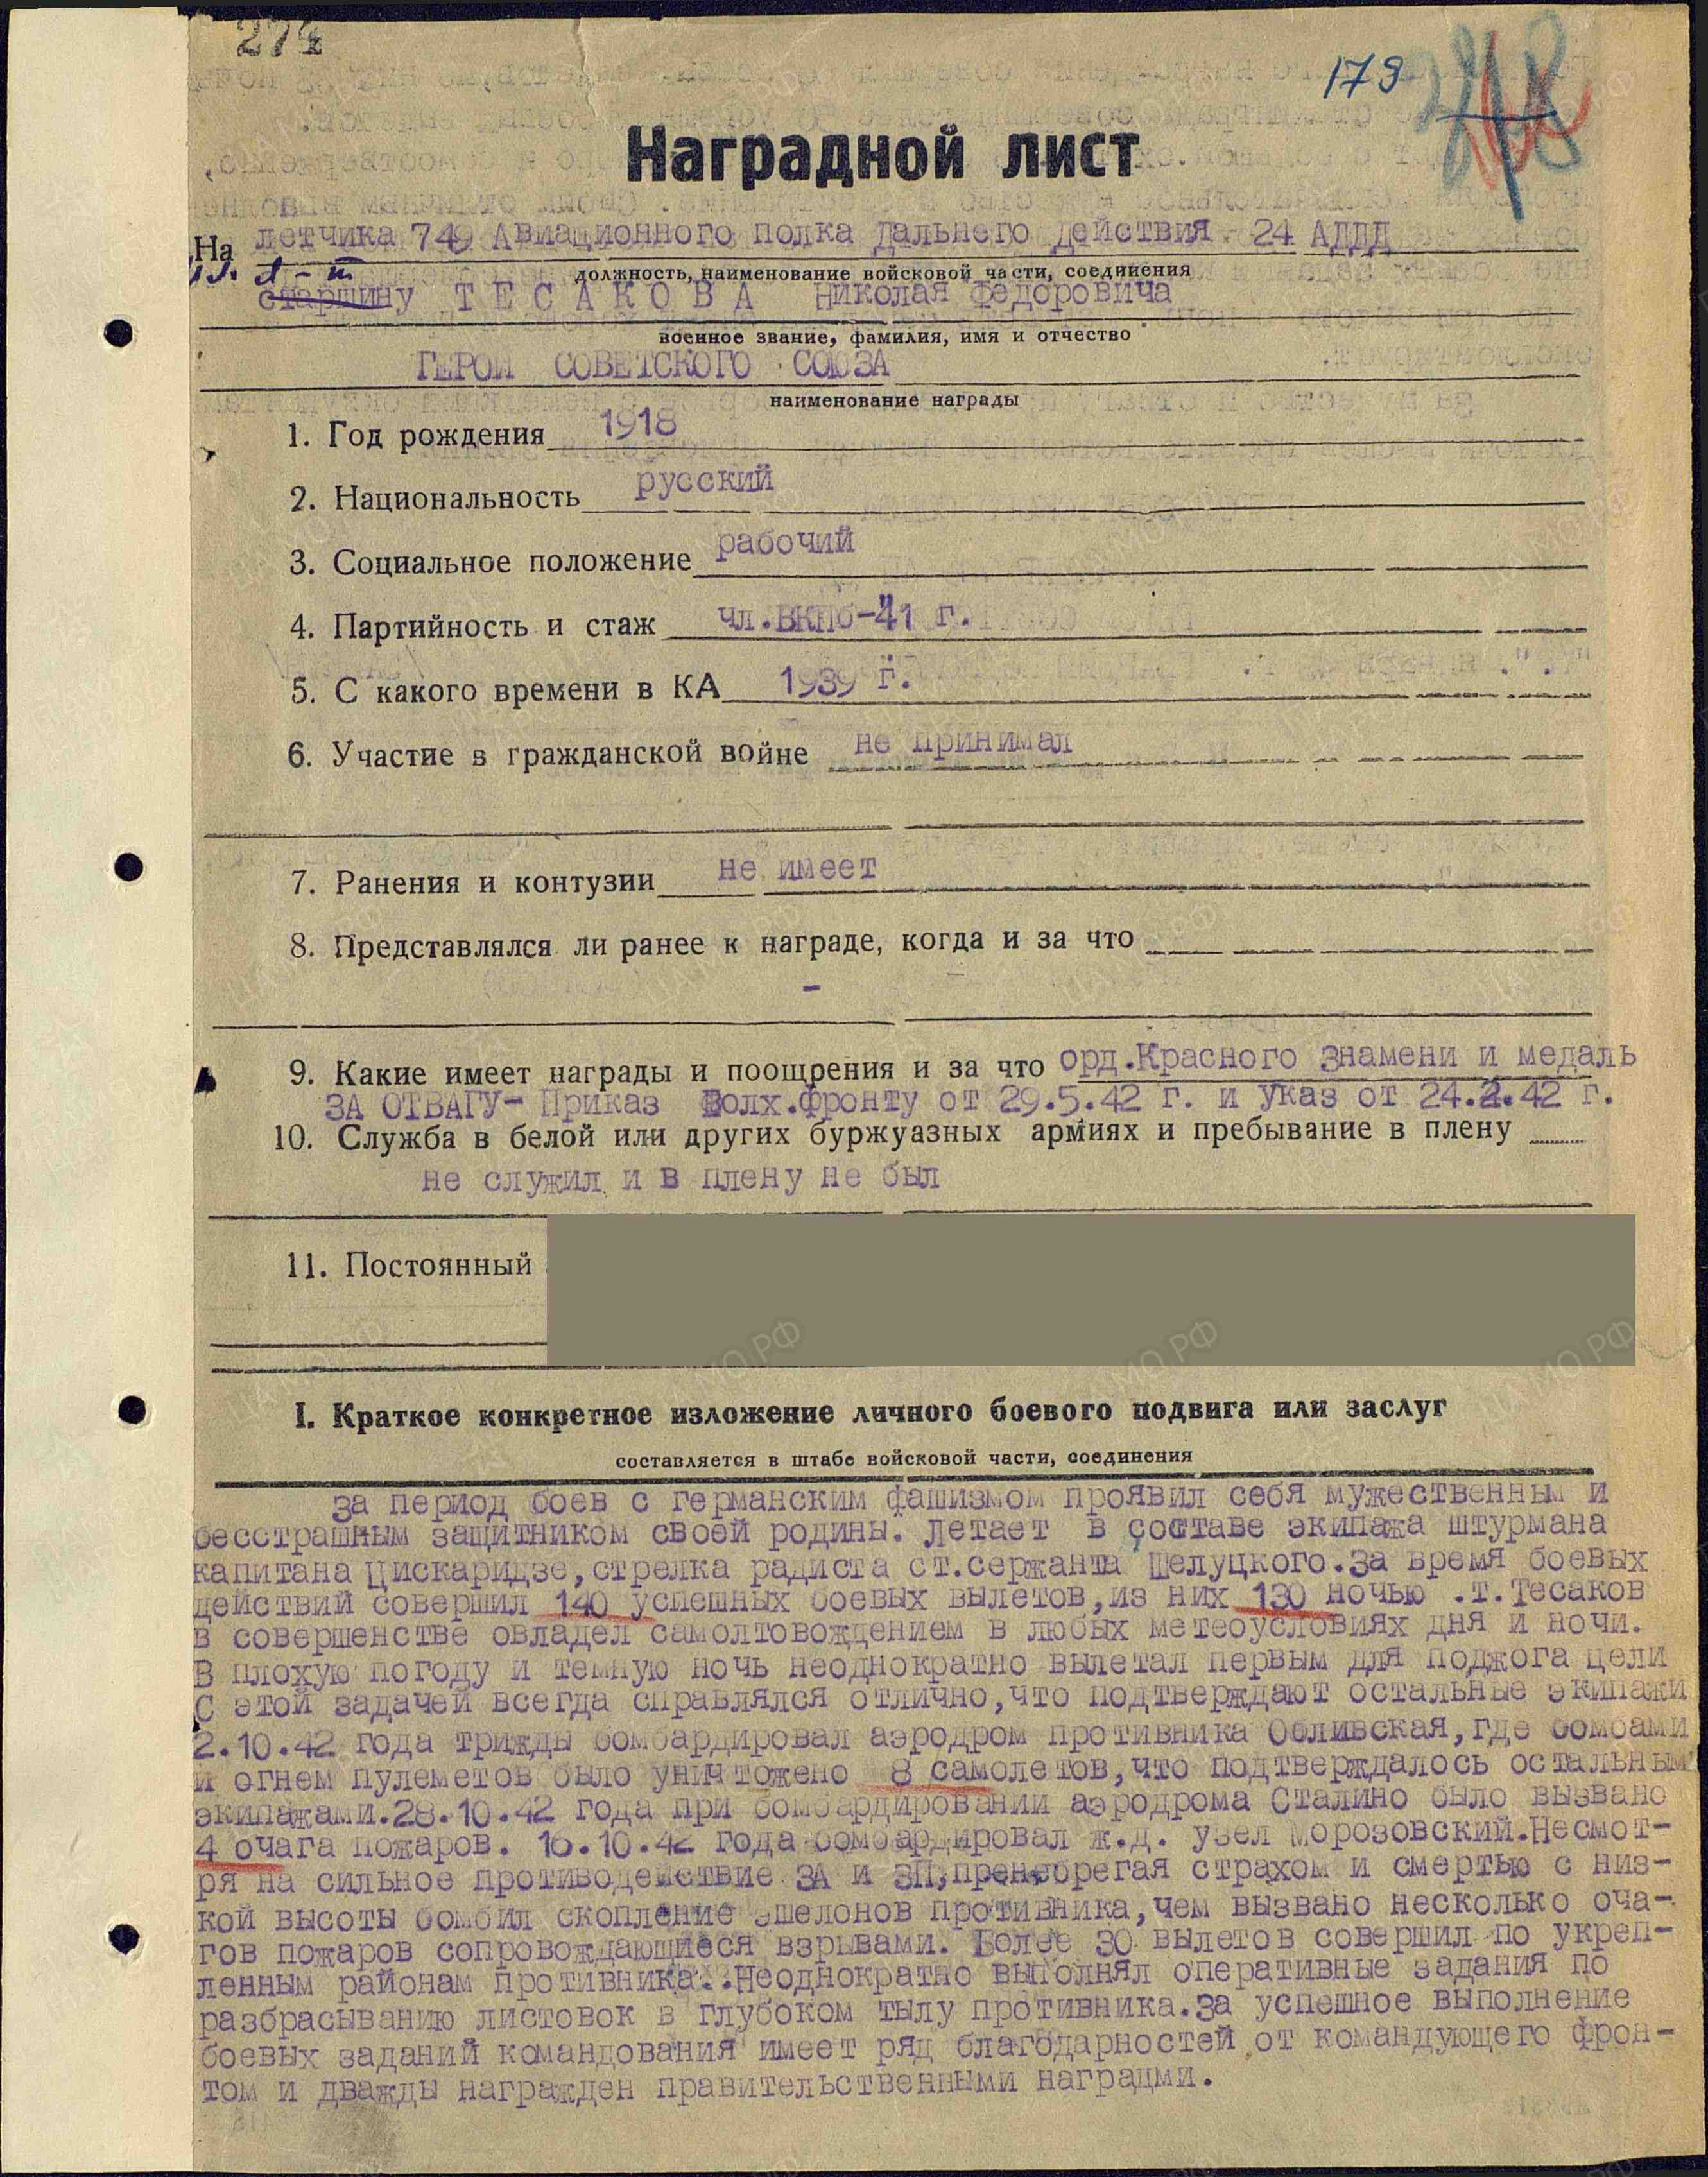 274
179
Наградной лист
На летчика 749 Авиационного полка дальнего действия 24 АДДД
должность, наименование войсковой части, соединения
старшину ТЕСАКОВА Николая Федоровича
военное звание, фамилия, имя и отчество
ГЕРОЙ СОВЕТСКОГО СОЮЗА
наименование награды
1. Год рождения 1918
2. Национальность русский
3. Социальное положение рабочий
4. Партийность и стаж чл.ВКПб-41 г.
5. С какого времени в КА 1939 г.
6. Участие в гражданской войне не принимал
7. Ранения и контузии не имеет
8. Представлялся ли ранее к награде, когда и за что
-
9. Какие имеет награды и поощрения и за что орд.Красного Знамени и медаль
ЗА ОТВАГУ- Приказ Волх.фронту от 29.5.42 г. и указ от 24.2.42 г.
10. Служба в белой или других буржуазных армиях и пребывание в плену
не служил и в плену не был
11. Постоянный
I. Краткое конкретное изложение личного боевого подвига или заслуг
составляется в штабе войсковой части, соединения
За период боев с германским фашизмом проявил себя мужественным и
бесстрашным защитником своей родины. Летает в составе экипажа штурмана
капитана Цискаридзе, стрелка радиста ст.сержанта Шелуцкого.За время боевых
действий совершил 140 успешных боевых вылетов,из них 130 ночью .т.Тесаков
в совершенстве овладел самолтовождением в любых метеоусловиях дня и ночи.
В плохую погоду и темную ночь неоднократно вылетал первым для поджога цели
С этой задачей всегда справлялся отлично,что подтверждают остальные экипажи
2.10.42 года трижды бомбардировал аэродром противника Обливская,где бомбами
и огнем пулеметов было уничтожено 8 самолетов,что подтверждалось остальным
экипажами.28.10.42 года при бомбардировании аэродрома Сталино было вызвано
4 очага пожаров. 16.10.42 года бомбардировал ж.д. узел Морозовский.Несмот-
ря на сильное противодействие ЗА и ЗП,пренебрегая страхом и смертью с низ-
кой высоты бомбил скопление эшелонов противника,чем вызвано несколько оча-
гов пожаров сопровождающиеся взрывами. Более 30 вылетов совершил по укреп-
ленным районам противника..Неоднократно выполнял оперативные задания по
разбрасыванию листовок в глубоком тылу противника.За успешное выполнение
боевых заданий командования имеет ряд благодарностей от командующего фрон-
том и дважды награжден правительственными наградми.